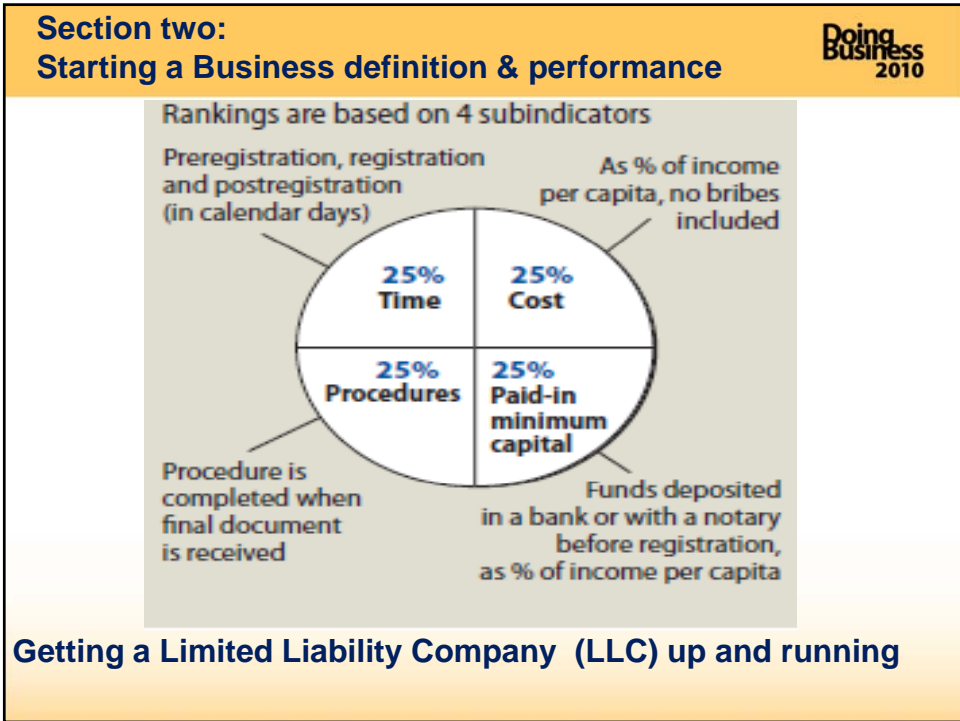 Section two:
Starting a Business definition & performance
Doing
Business
2010
Rankings are based on 4 subindicators
Preregistration, registration
and postregistration
(in calendar days)
As % of income
per capita, no bribes
included
25%
Time
25%
Cost
25%
Procedures
25%
Paid-in
minimum
capital
Procedure is
completed when
final document
is received
Funds deposited
in a bank or with a notary
before registration,
as % of income per capita
Getting a Limited Liability Company (LLC) up and running